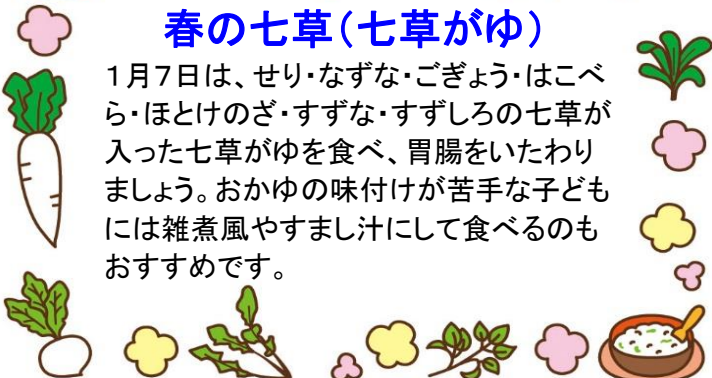 春の七草（七草がゆ）
１月７日は、せり・なずな・ごぎょう・はこべ
ら・ほとけのざ・すずな・すずしろの七草が
入った七草がゆを食べ、胃腸をいたわり
ましょう。おかゆの味付けが苦手な子ども
には雑煮風やすまし汁にして食べるのも
おすすめです。